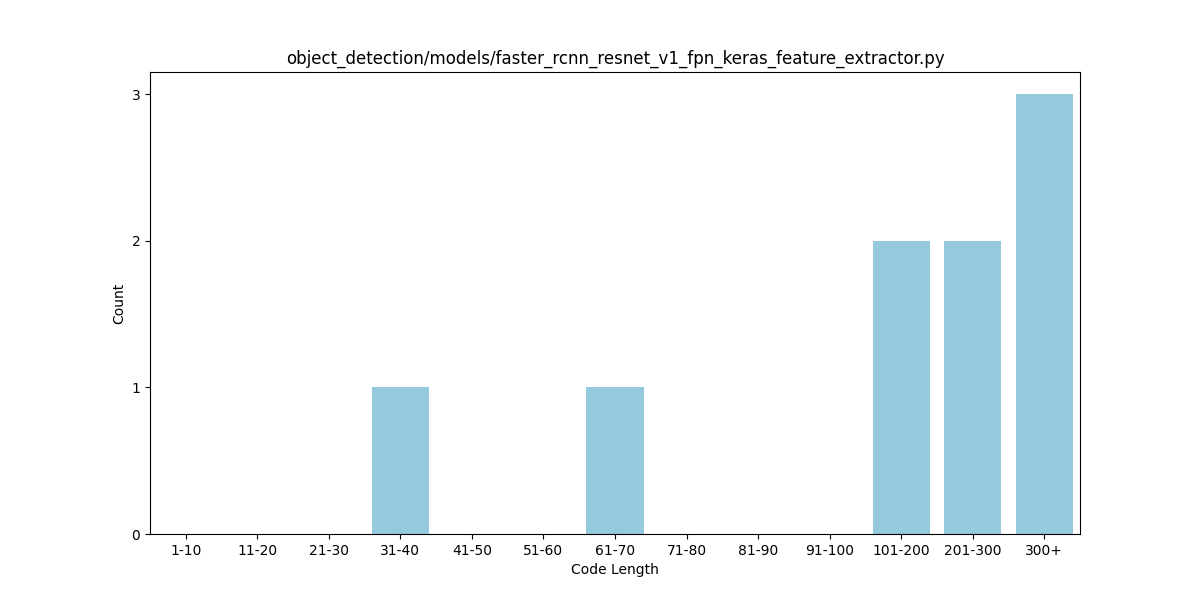 object_detection/models/faster_rcnn_resnet_v1_fpn_keras_feature_extractor.py
Count
3
2
1
0
1-10 11-20 21-30 31-40 41-50 51-60 61-70 71-80 81-90 91-100 101-200 201-300 300+
Code Length